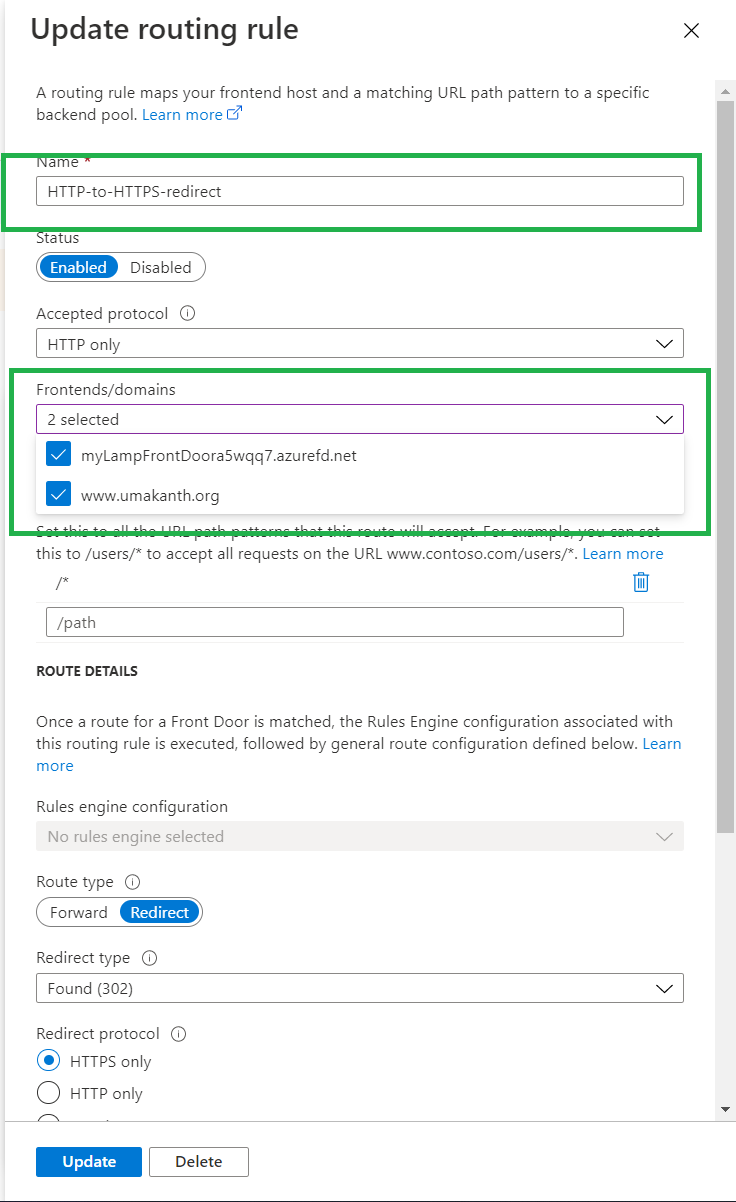 Update routing rule
A routing rule maps your frontend host and a matching URL path pattern to a specific
backend pool. Learn more
Name *
HTTP-to-HTTPS-redirect
Status
Enabled Disabled
Accepted protocol
HTTP only
Frontends/domains
2 selected
myLampFrontDoora5wqq7.azurefd.net
www.umakanth.org
Set this to all the URL path patterns that this route will accept. For example, you can set
this to /users/* to accept all requests on the URL www.contoso.com/users/*. Learn more
/*
/path
ROUTE DETAILS
Once a route for a Front Door is matched, the Rules Engine configuration associated with
this routing rule is executed, followed by general route configuration defined below. Learn
more
Rules engine configuration
No rules engine selected
Route type
Forward Redirect
Redirect type
Found (302)
Redirect protocol
HTTPS only
HTTP only
Update Delete